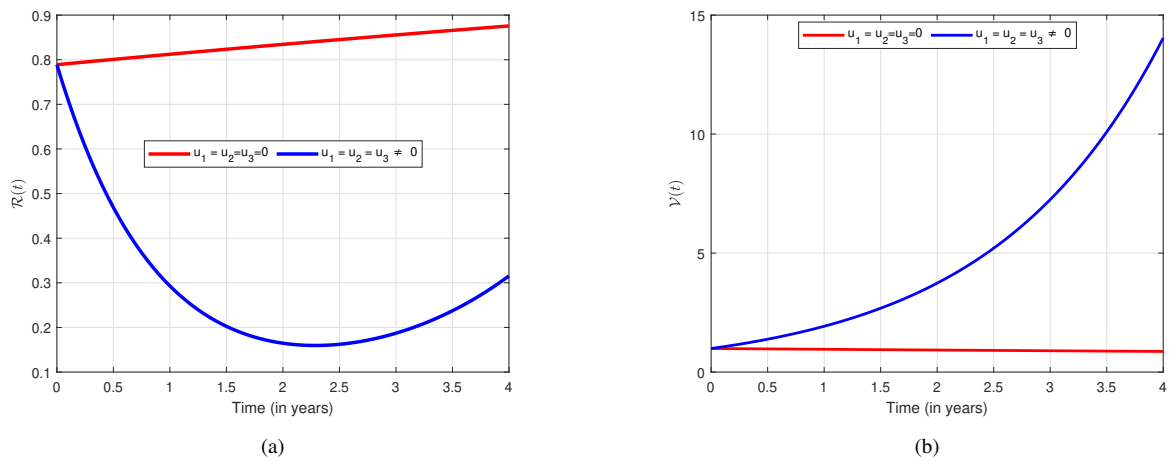 0.9
0.8
0.7
0.6
0.5
0.4
0.3
0.2
0.1
ℛ(t)
u₁ = u₂=u₃=0 u₁ = u₂ = u₃ ≠ 0
0 0.5 1 1.5 2 2.5 3 3.5 4
Time (in years)
(a)
15
10
5
0
𝒱(t)
u₁ = u₂=u₃=0 u₁ = u₂ = u₃ ≠ 0
0 0.5 1 1.5 2 2.5 3 3.5 4
Time (in years)
(b)